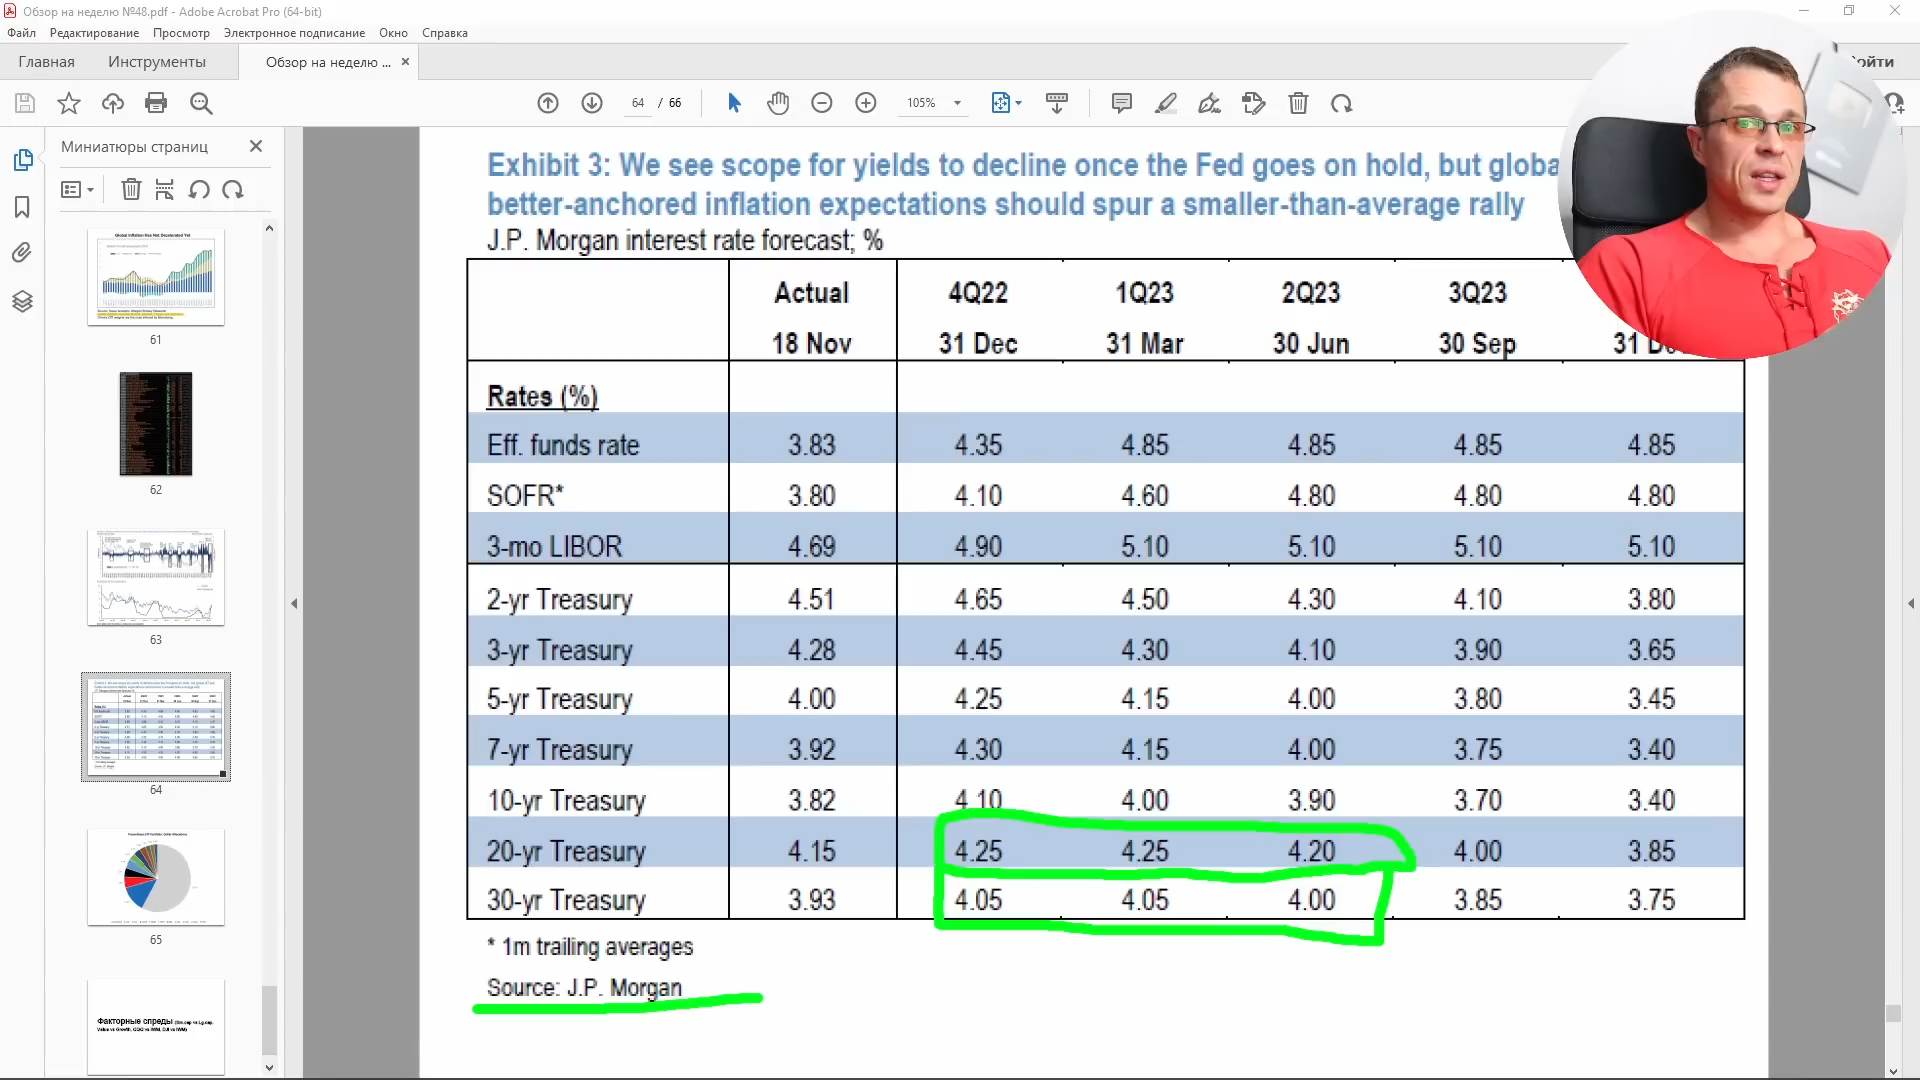 Обзор на неделю №48.pdf - Adobe Acrobat Pro (64-bit)
Файл Редактирование Просмотр Электронное подписание Окно Справка
Главная Инструменты Обзор на неделю ... ×
64 / 66 105%
Миниатюры страниц
61
62
63
64
65
Факторные спреды
Exhibit 3: We see scope for yields to decline once the Fed goes on hold, but globa
better-anchored inflation expectations should spur a smaller-than-average rally
J.P. Morgan interest rate forecast; %
Actual 4Q22 1Q23 2Q23 3Q23
18 Nov 31 Dec 31 Mar 30 Jun 30 Sep 31
Rates (%)
Eff. funds rate 3.83 4.35 4.85 4.85 4.85 4.85
SOFR* 3.80 4.10 4.60 4.80 4.80 4.80
3-mo LIBOR 4.69 4.90 5.10 5.10 5.10 5.10
2-yr Treasury 4.51 4.65 4.50 4.30 4.10 3.80
3-yr Treasury 4.28 4.45 4.30 4.10 3.90 3.65
5-yr Treasury 4.00 4.25 4.15 4.00 3.80 3.45
7-yr Treasury 3.92 4.30 4.15 4.00 3.75 3.40
10-yr Treasury 3.82 4.10 4.00 3.90 3.70 3.40
20-yr Treasury 4.15 4.25 4.25 4.20 4.00 3.85
30-yr Treasury 3.93 4.05 4.05 4.00 3.85 3.75
* 1m trailing averages
Source: J.P. Morgan